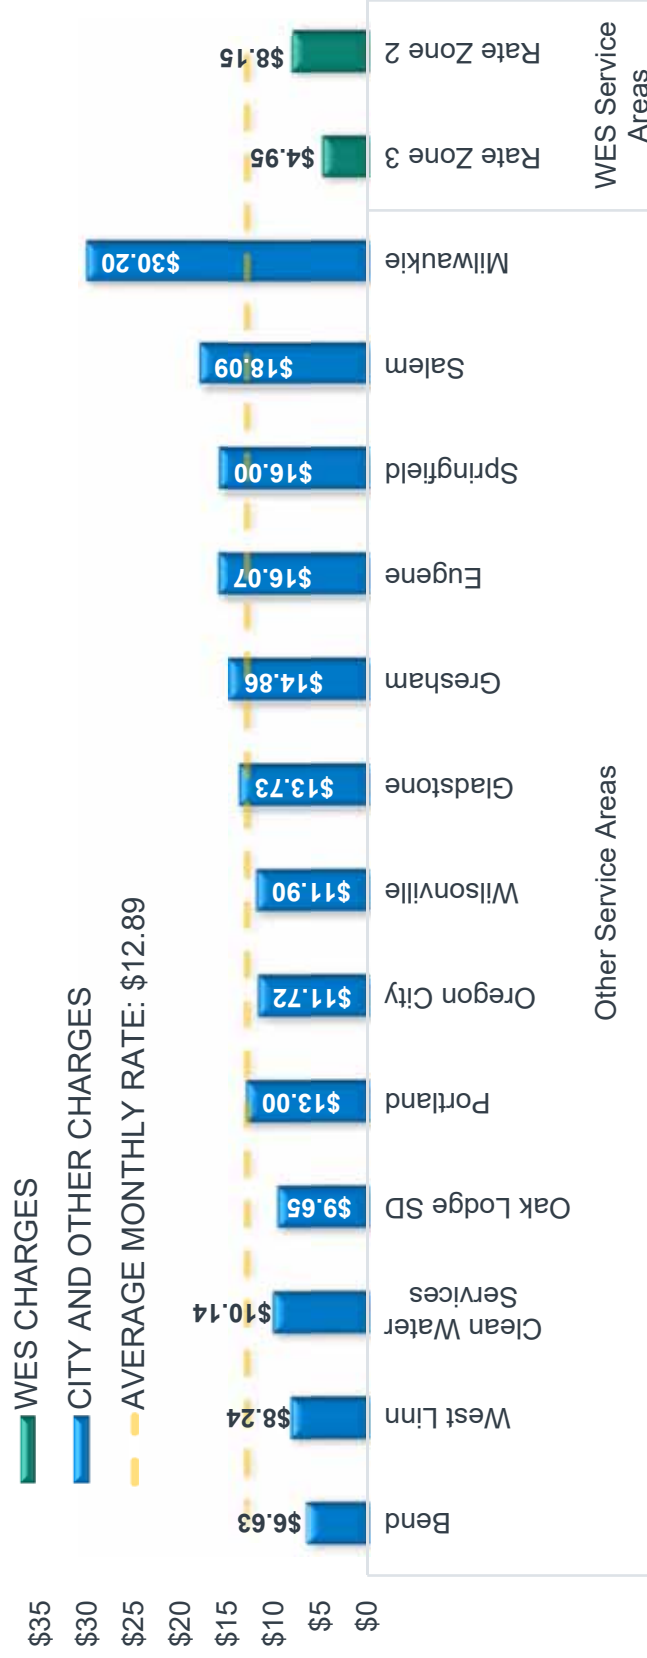 WES CHARGES
CITY AND OTHER CHARGES
AVERAGE MONTHLY RATE: $12.89
$35
$30
$25
$20
$15
$10
$5
$0
$6.63
$8.24
$10.14
$9.65
$13.00
$11.72
$11.90
$13.73
$14.86
$16.07
$16.00
$18.09
$30.20
$4.95
$8.15
Bend
West Linn
Clean Water
Services
Oak Lodge SD
Portland
Oregon City
Wilsonville
Gladstone
Gresham
Eugene
Springfield
Salem
Milwaukie
Rate Zone 3
Rate Zone 2
Other Service Areas
WES Service
Areas